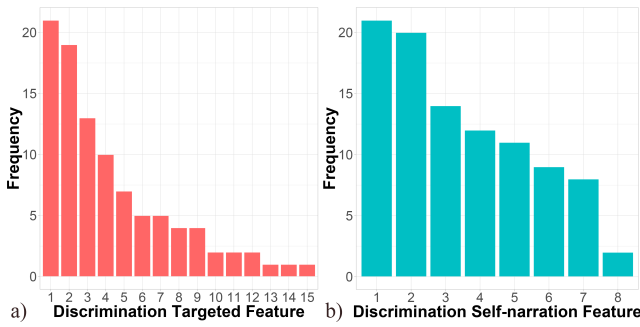 Frequency
20
15
10
5
0
1 2 3 4 5 6 7 8 9 10 11 12 13 14 15
a) Discrimination Targeted Feature
Frequency
20
15
10
5
0
1 2 3 4 5 6 7 8
b) Discrimination Self-narration Feature